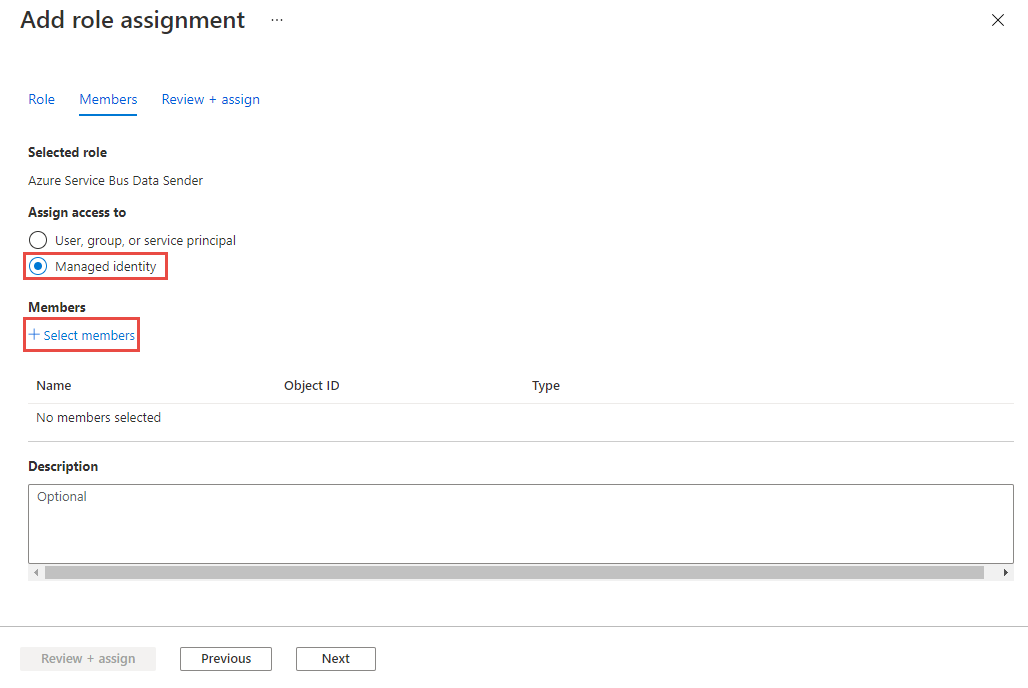 Add role assignment ...
Role Members Review + assign
Selected role
Azure Service Bus Data Sender
Assign access to
User, group, or service principal
Managed identity
Members
+ Select members
Name Object ID Type
No members selected
Description
Optional
Review + assign Previous Next